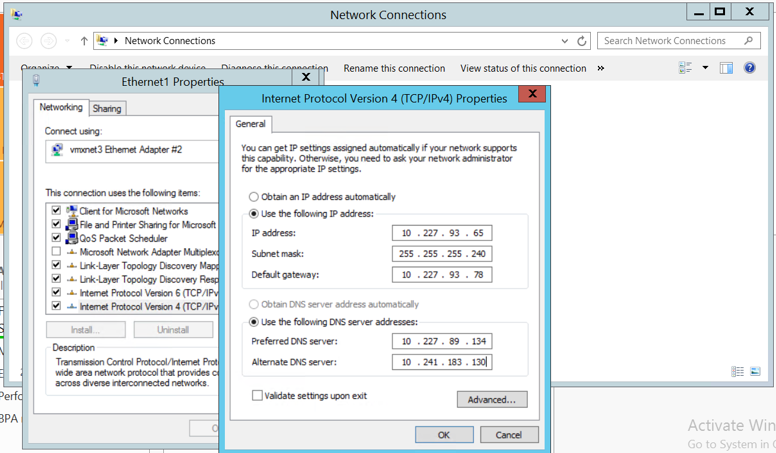 Network Connections
Network Connections
Search Network Connections
Organize
Disable this network device
Diagnose this connection
Rename this connection
View status of this connection
»
Ethernet1 Properties
X
Networking
Sharing
Connect using:
vmxnet3 Ethernet Adapter #2
This connection uses the following items:
Client for Microsoft Networks
File and Printer Sharing for Microsoft
QoS Packet Scheduler
Microsoft Network Adapter Multiplexo
Link-Layer Topology Discovery Mapp
Link-Layer Topology Discovery Resp
Internet Protocol Version 6 (TCP/IPv
Internet Protocol Version 4 (TCP/IPv
Install...
Uninstall
Description
Transmission Control Protocol/Internet Proto
wide area network protocol that provides co
across diverse interconnected networks.
Internet Protocol Version 4 (TCP/IPv4) Properties
X
General
You can get IP settings assigned automatically if your network supports
this capability. Otherwise, you need to ask your network administrator
for the appropriate IP settings.
Obtain an IP address automatically
Use the following IP address:
IP address: 10 . 227 . 93 . 65
Subnet mask: 255 . 255 . 255 . 240
Default gateway: 10 . 227 . 93 . 78
Obtain DNS server address automatically
Use the following DNS server addresses:
Preferred DNS server: 10 . 227 . 89 . 134
Alternate DNS server: 10 . 241 . 183 . 130
Validate settings upon exit
Advanced...
OK
Cancel
Perfo
BPA
Activate Win
Go to System in C